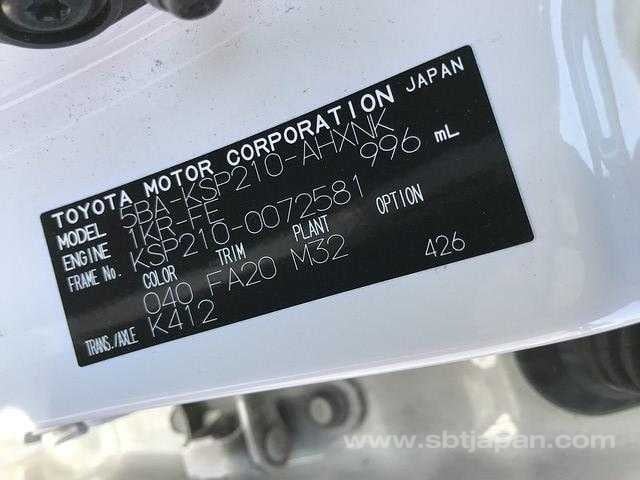 TOYOTA MOTOR CORPORATION JAPAN
MODEL 5BA-KSP210-AHXNK
ENGINE 1KR-FE 996 mL
FRAME No. KSP210-0072581
COLOR TRIM PLANT OPTION
040 FA20 M32 426
TRANS./AXLE K412
www.sbtjapan.com